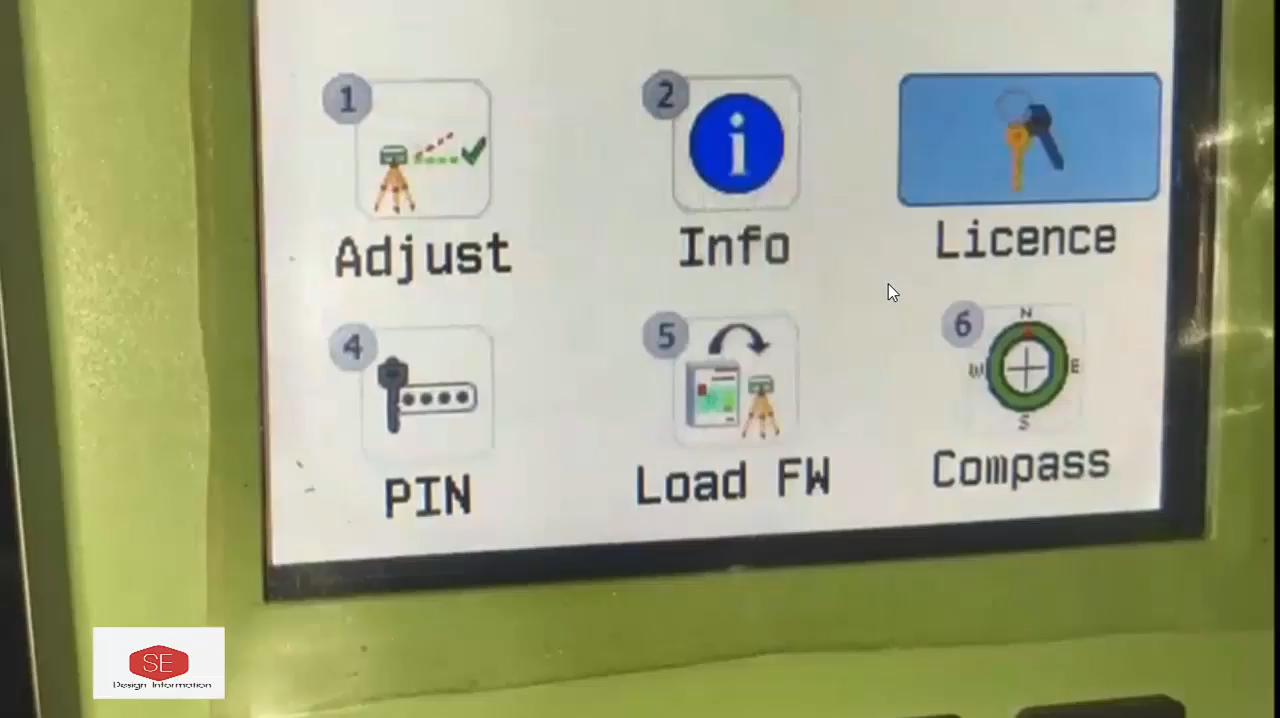 1
2
Adjust
Info
Licence
4
5
6
N
W
E
S
PIN
Load FW
Compass
SE
Design Information